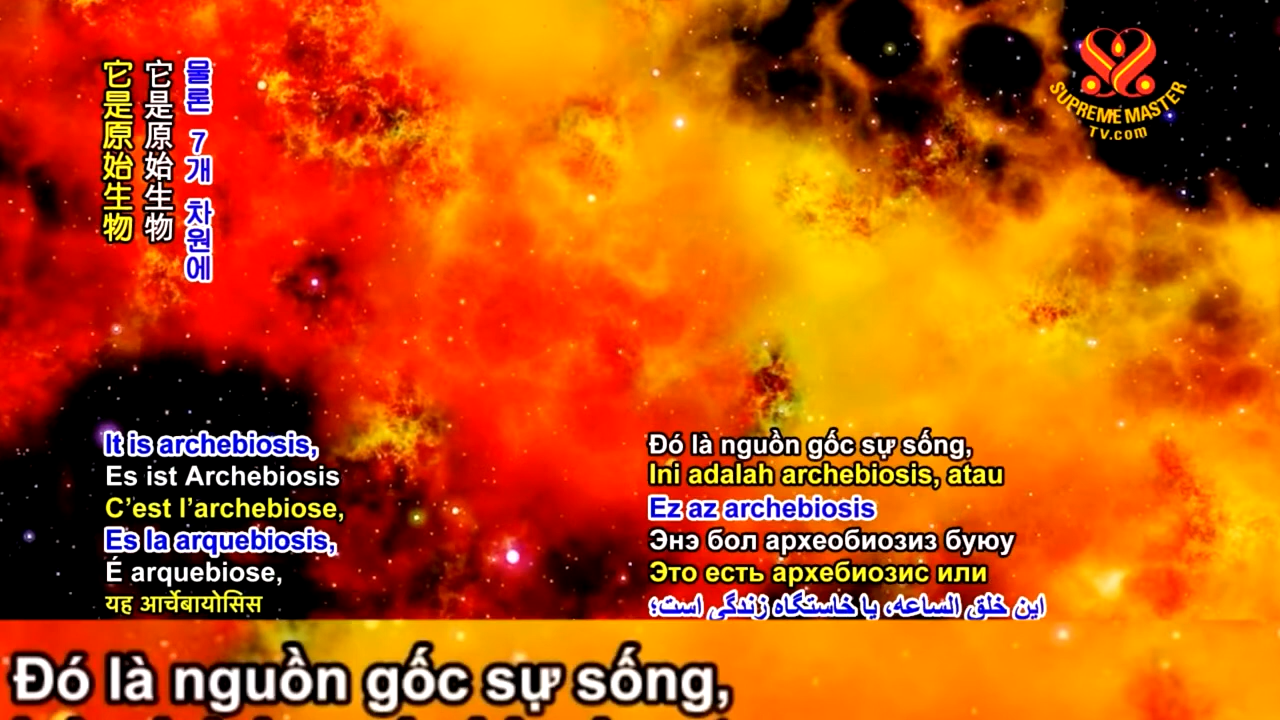 물론 7개 차원에
它是原始生物
它是原始生物
SUPREME MASTER
TV.com
It is archebiosis,
Es ist Archebiosis
C’est l’archebiose,
Es la arquebiosis,
É arquebiose,
यह आर्चेबायोसिस
Đó là nguồn gốc sự sống,
Ini adalah archebiosis, atau
Ez az archebiosis
Энэ бол археобиозиз буюу
Это есть архебиозис или
این خلق الساعه، یا خاستگاه زندگی است؛
Đó là nguồn gốc sự sống,